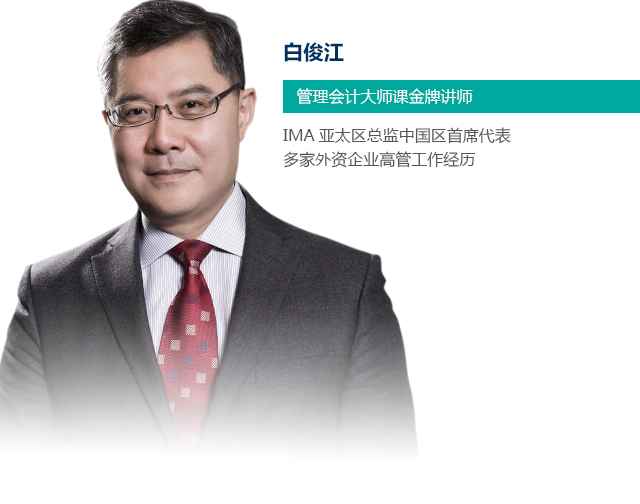 白俊江
管理会计大师课金牌讲师
IMA 亚太区总监中国区首席代表
多家外资企业高管工作经历